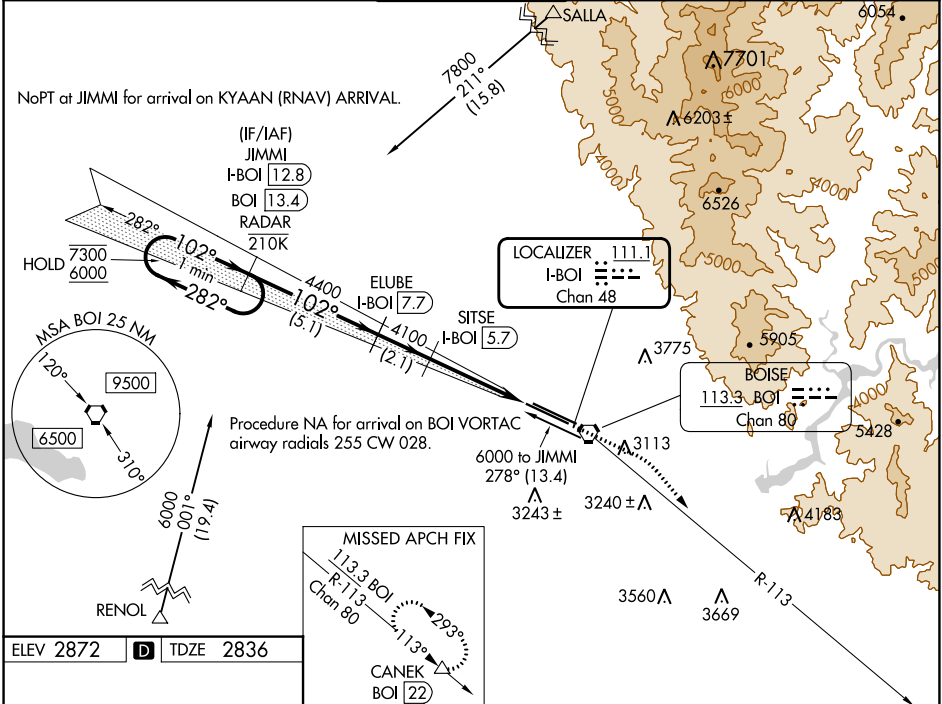 SALLA
6054
7701
6000
5000
6203±
7800
211°
(15.8)
NoPT at JIMMI for arrival on KYAAN (RNAV) ARRIVAL.
(IF/IAF)
JIMMI
I-BOI 12.8
BOI 13.4
RADAR
210K
4000
4000
6526
5000
5000
282°
102°
1 min
282°
HOLD 7300
6000
4400
102°
(5.1)
ELUBE
I-BOI 7.7
4100
(2.1)
SITSE
I-BOI 5.7
LOCALIZER 111.1
I-BOI
Chan 48
3775
5905
BOISE
113.3 BOI
Chan 80
4000
5428
MSA BOI 25 NM
120°
9500
6500
310°
Procedure NA for arrival on BOI VORTAC
airway radials 255 CW 028.
6000 to JIMMI
278° (13.4)
3113
3243±
3240±
4183
6000
001°
(19.4)
RENOL
MISSED APCH FIX
113.3 BOI
R-113
Chan 80
113°
293°
CANEK
BOI 22
R-113
3560
3669
ELEV 2872 D TDZE 2836